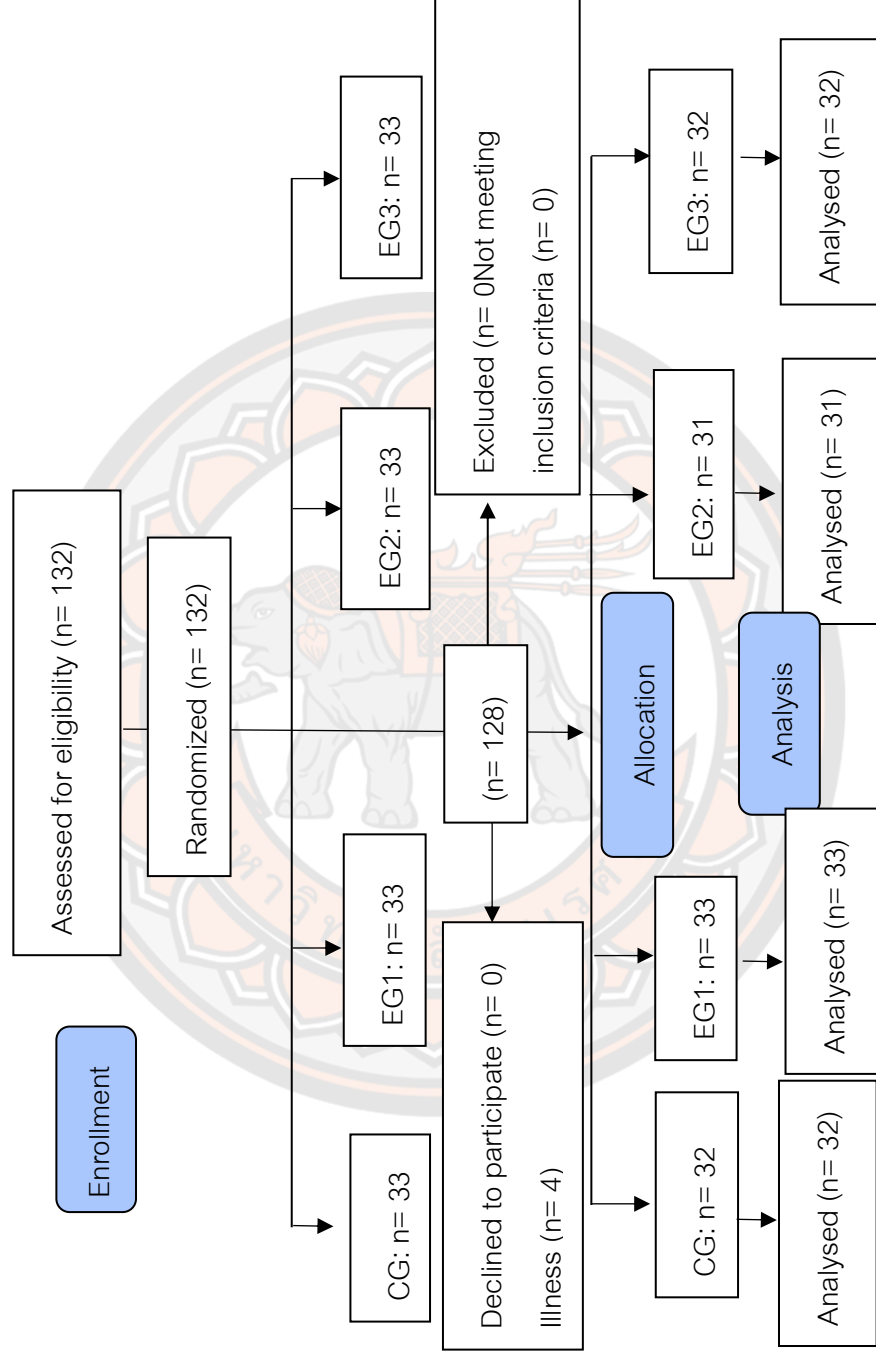 Enrollment
Assessed for eligibility (n= 132)
Randomized (n= 132)
CG: n= 33
EG1: n= 33
EG2: n= 33
EG3: n= 33
Declined to participate (n= 0)
Illness (n= 4)
(n= 128)
Excluded (n= 0Not meeting
inclusion criteria (n= 0)
Allocation
CG: n= 32
EG1: n= 33
EG2: n= 31
EG3: n= 32
Analysis
Analysed (n= 32)
Analysed (n= 33)
Analysed (n= 31)
Analysed (n= 32)